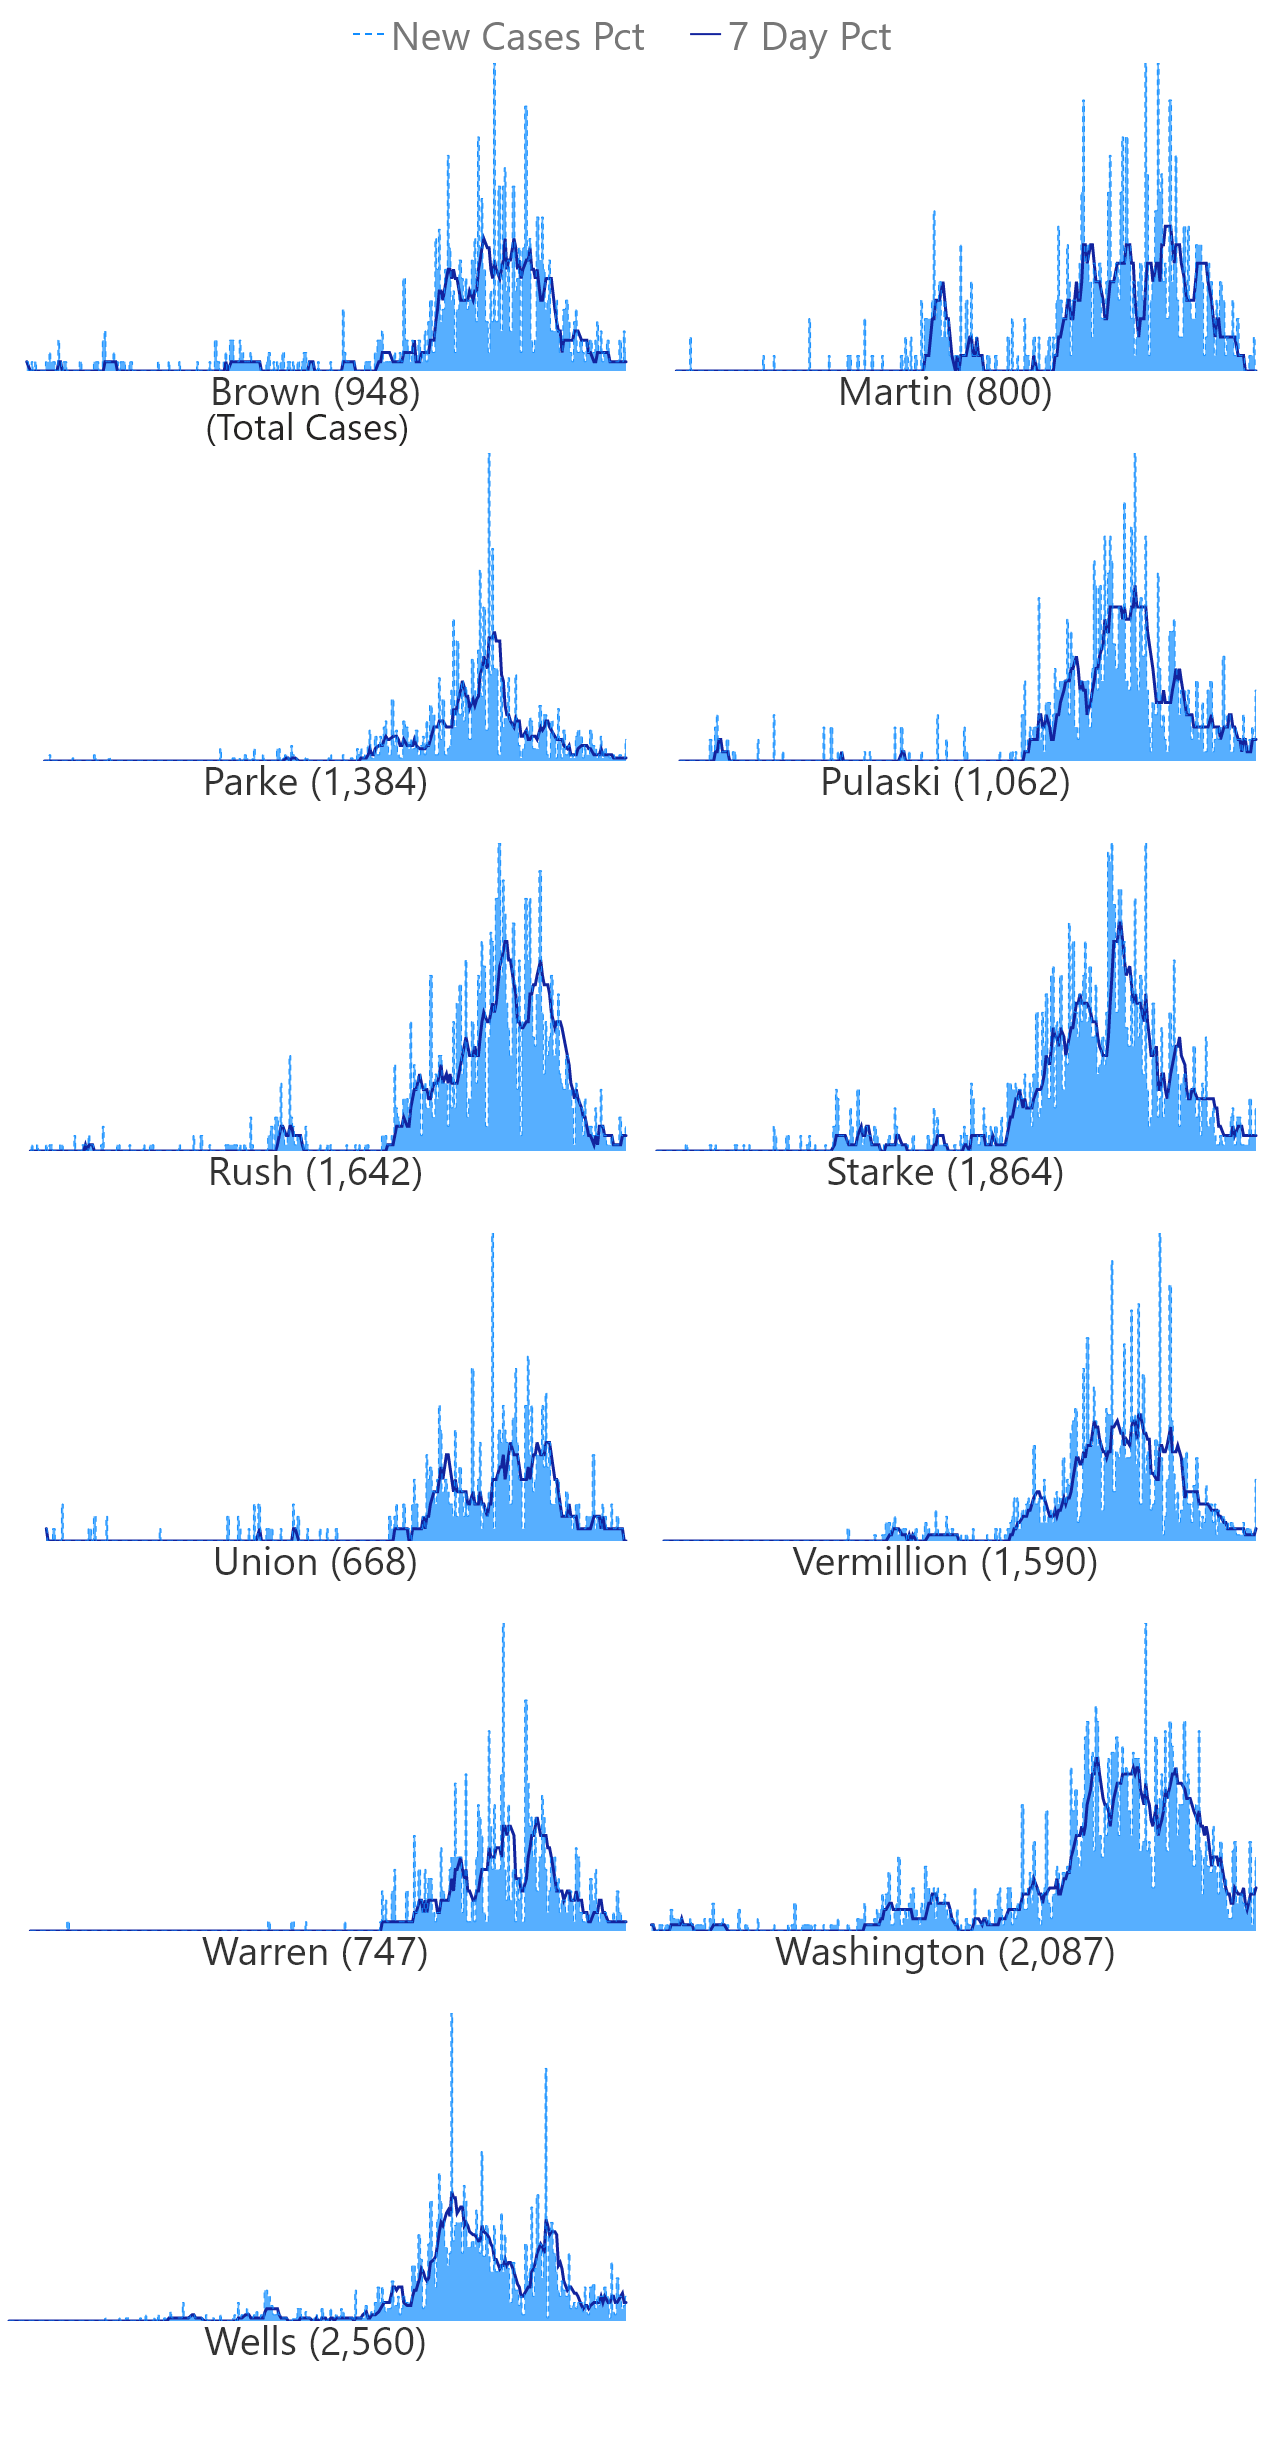 New Cases Pct 7 Day Pct
Brown (948) Martin (800)
(Total Cases)
Parke (1,384) Pulaski (1,062)
Rush (1,642) Starke (1,864)
Union (668) Vermillion (1,590)
Warren (747) Washington (2,087)
Wells (2,560)